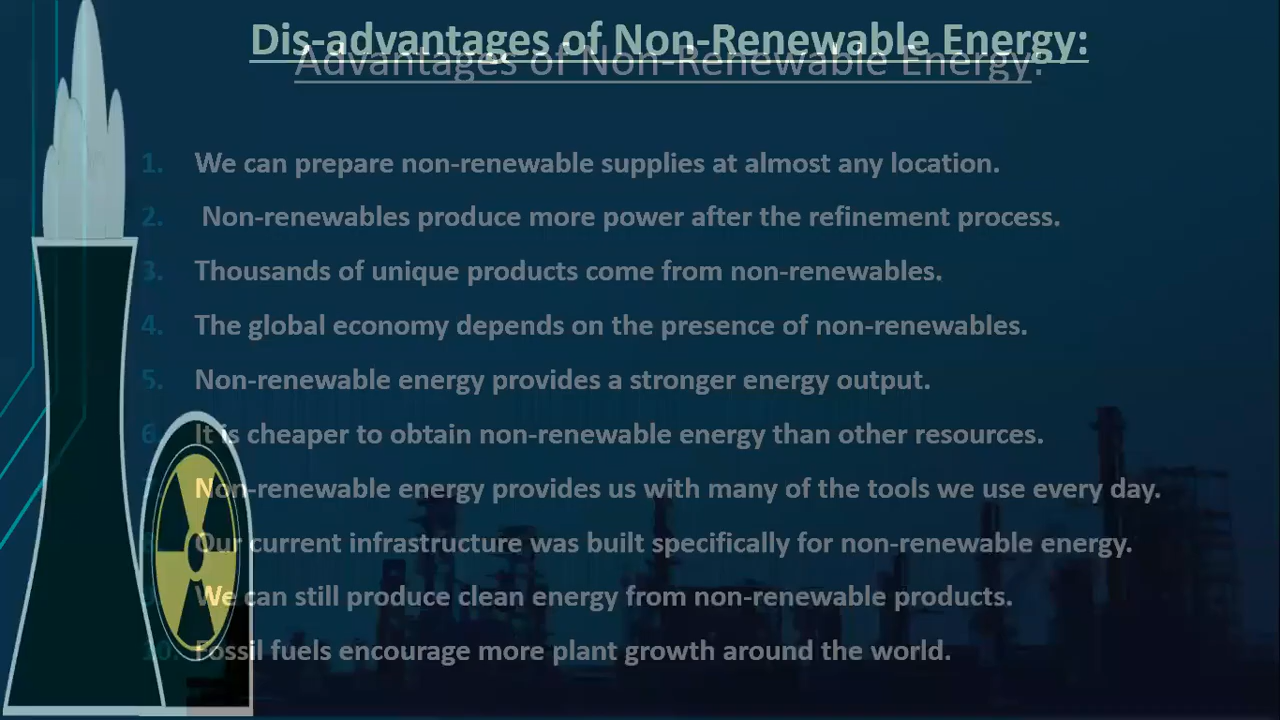 Dis-advantages of Non-Renewable Energy:
Advantages of Non-Renewable Energy:
1. We can prepare non-renewable supplies at almost any location.
2. Non-renewables produce more power after the refinement process.
3. Thousands of unique products come from non-renewables.
4. The global economy depends on the presence of non-renewables.
5. Non-renewable energy provides a stronger energy output.
6. It is cheaper to obtain non-renewable energy than other resources.
Non-renewable energy provides us with many of the tools we use every day.
Our current infrastructure was built specifically for non-renewable energy.
We can still produce clean energy from non-renewable products.
10. Fossil fuels encourage more plant growth around the world.